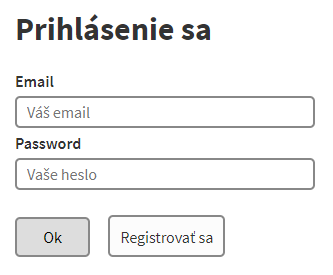 Prihlásenie sa
Email
Váš email
Password
Vaše heslo
Ok
Registrovať sa